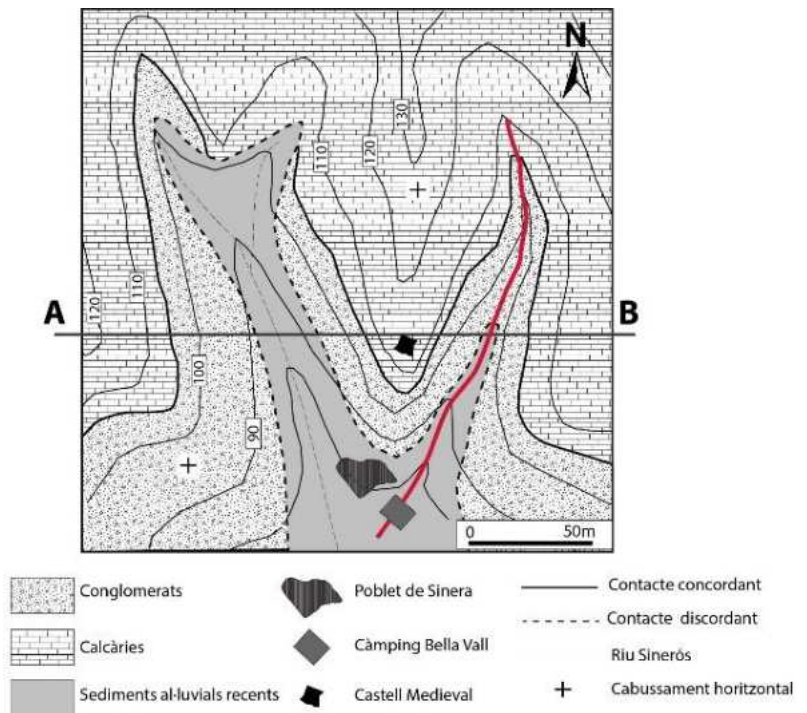 N
130
110
120
110
120
A
B
100
90
0 50m
Conglomerats
Poblet de Sinera
Contacte concordant
Contacte discordant
Calcàries
Càmping Bella Vall
Riu Sinerós
Sediments al·luvials recents
Castell Medieval
Cabussament horitzontal